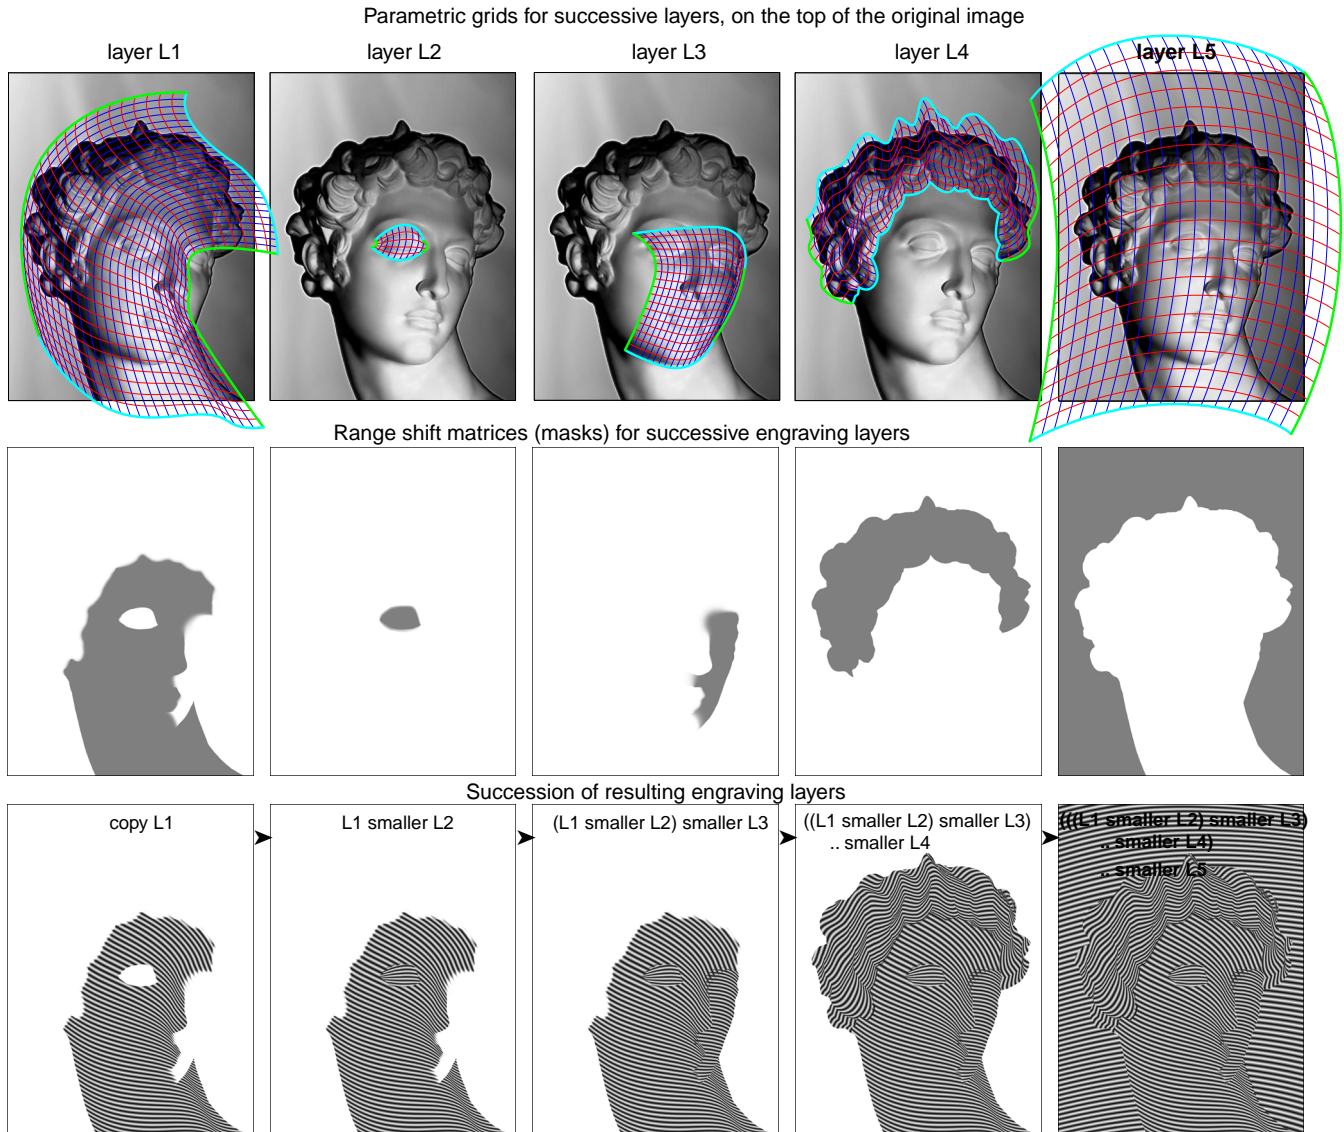 Parametric grids for successive layers, on the top of the original image
layer L1
layer L2
layer L3
layer L4
layer L5
Range shift matrices (masks) for successive engraving layers
Succession of resulting engraving layers
copy L1
L1 smaller L2
(L1 smaller L2) smaller L3
((L1 smaller L2) smaller L3)
.. smaller L4
(((L1 smaller L2) smaller L3)
.. smaller L4)
.. smaller L5